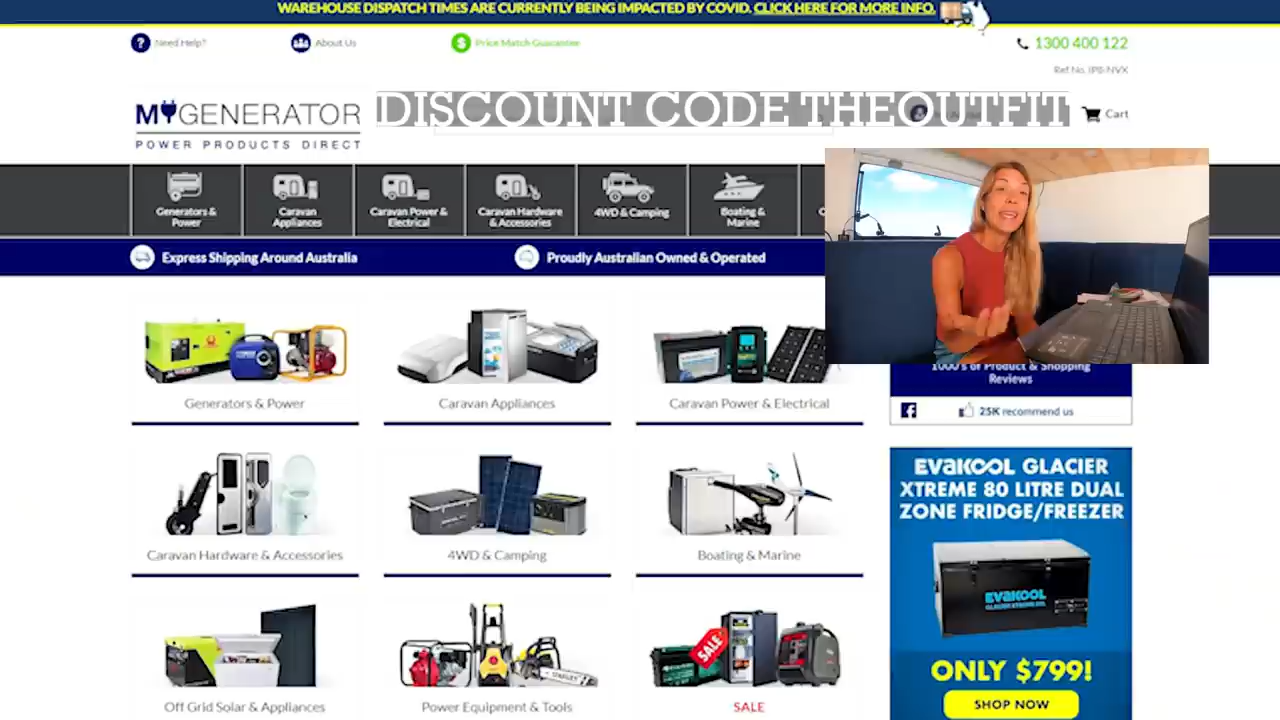 WAREHOUSE DISPATCH TIMES ARE CURRENTLY BEING IMPACTED BY COVID. CLICK HERE FOR MORE INFO.
Need Help?
About Us
Price Match Guarantee
1300 400 122
Ref No. IP8-NVX
MYGENERATOR
POWER PRODUCTS DIRECT
DISCOUNT CODE THEOUTFIT
Cart
Generators &
Power
Caravan
Appliances
Caravan Power &
Electrical
Caravan Hardware
& Accessories
4WD & Camping
Boating &
Marine
Express Shipping Around Australia
Proudly Australian Owned & Operated
1000's of Product & Shopping
Reviews
25K recommend us
Generators & Power
Caravan Appliances
Caravan Power & Electrical
Caravan Hardware & Accessories
4WD & Camping
Boating & Marine
EVAKOOL GLACIER
XTREME 80 LITRE DUAL
ZONE FRIDGE/FREEZER
EVAKOOL
ONLY $799!
SHOP NOW
SALE
Off Grid Solar & Appliances
Power Equipment & Tools
SALE